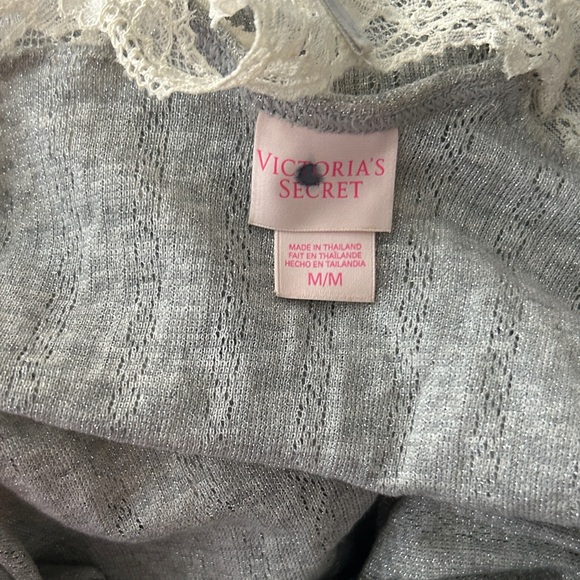 VICTORIA'S
SECRET
MADE IN THAILAND
FAIT EN THAÏLANDE
HECHO EN TAILANDIA
M/M